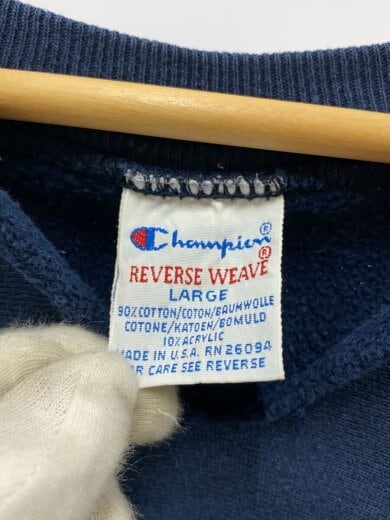 Champion®
REVERSE WEAVE®
LARGE
90% COTTON/COTON/BAUMWOLLE
COTONE/KATOEN/BOMULD
10% ACRYLIC
MADE IN U.S.A. RN 26094
CARE SEE REVERSE